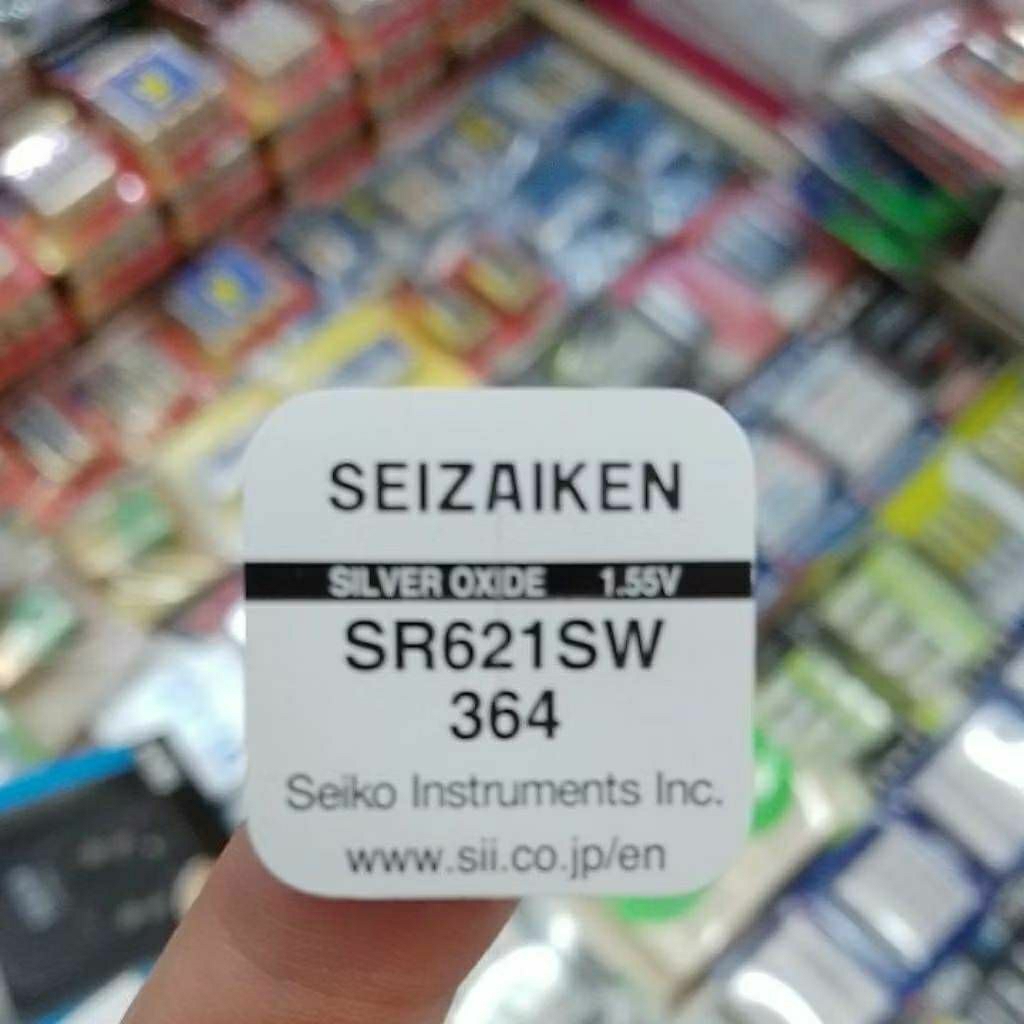 SEIZAIKEN
SILVER OXIDE 1.55V
SR621SW
364
Seiko Instruments Inc.
www.sii.co.jp/en